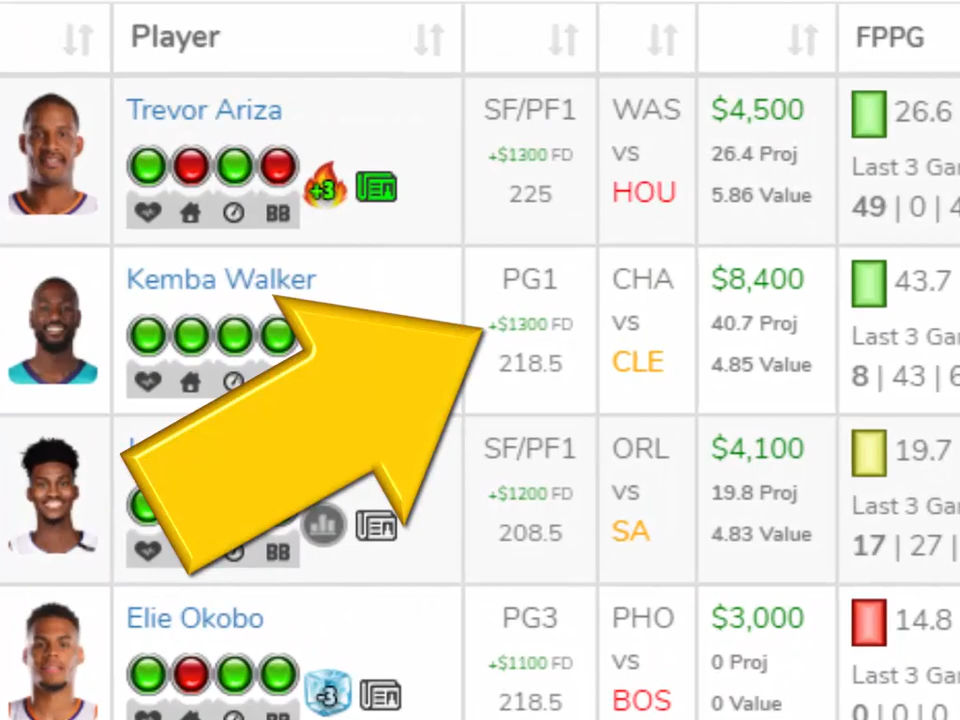 Player FPPG
Trevor Ariza SF/PF1 WAS $4,500 26.6
+$1300 FD VS 26.4 Proj
+3 225 HOU 5.86 Value Last 3
BB 49 | 0 |
Kemba Walker PG1 CHA $8,400 43.7
+$1300 FD VS 40.7 Proj
218.5 CLE 4.85 Value Last 3
8 | 43 |
SF/PF1 ORL $4,100 19.7
+$1200 FD VS 19.8 Proj
208.5 SA 4.83 Value Last 3
BB 17 | 27 |
Elie Okobo PG3 PHO $3,000 14.8
+$1100 FD VS 0 Proj
-3 218.5 BOS 0 Value Last 3
BB 0 | 0 | 0